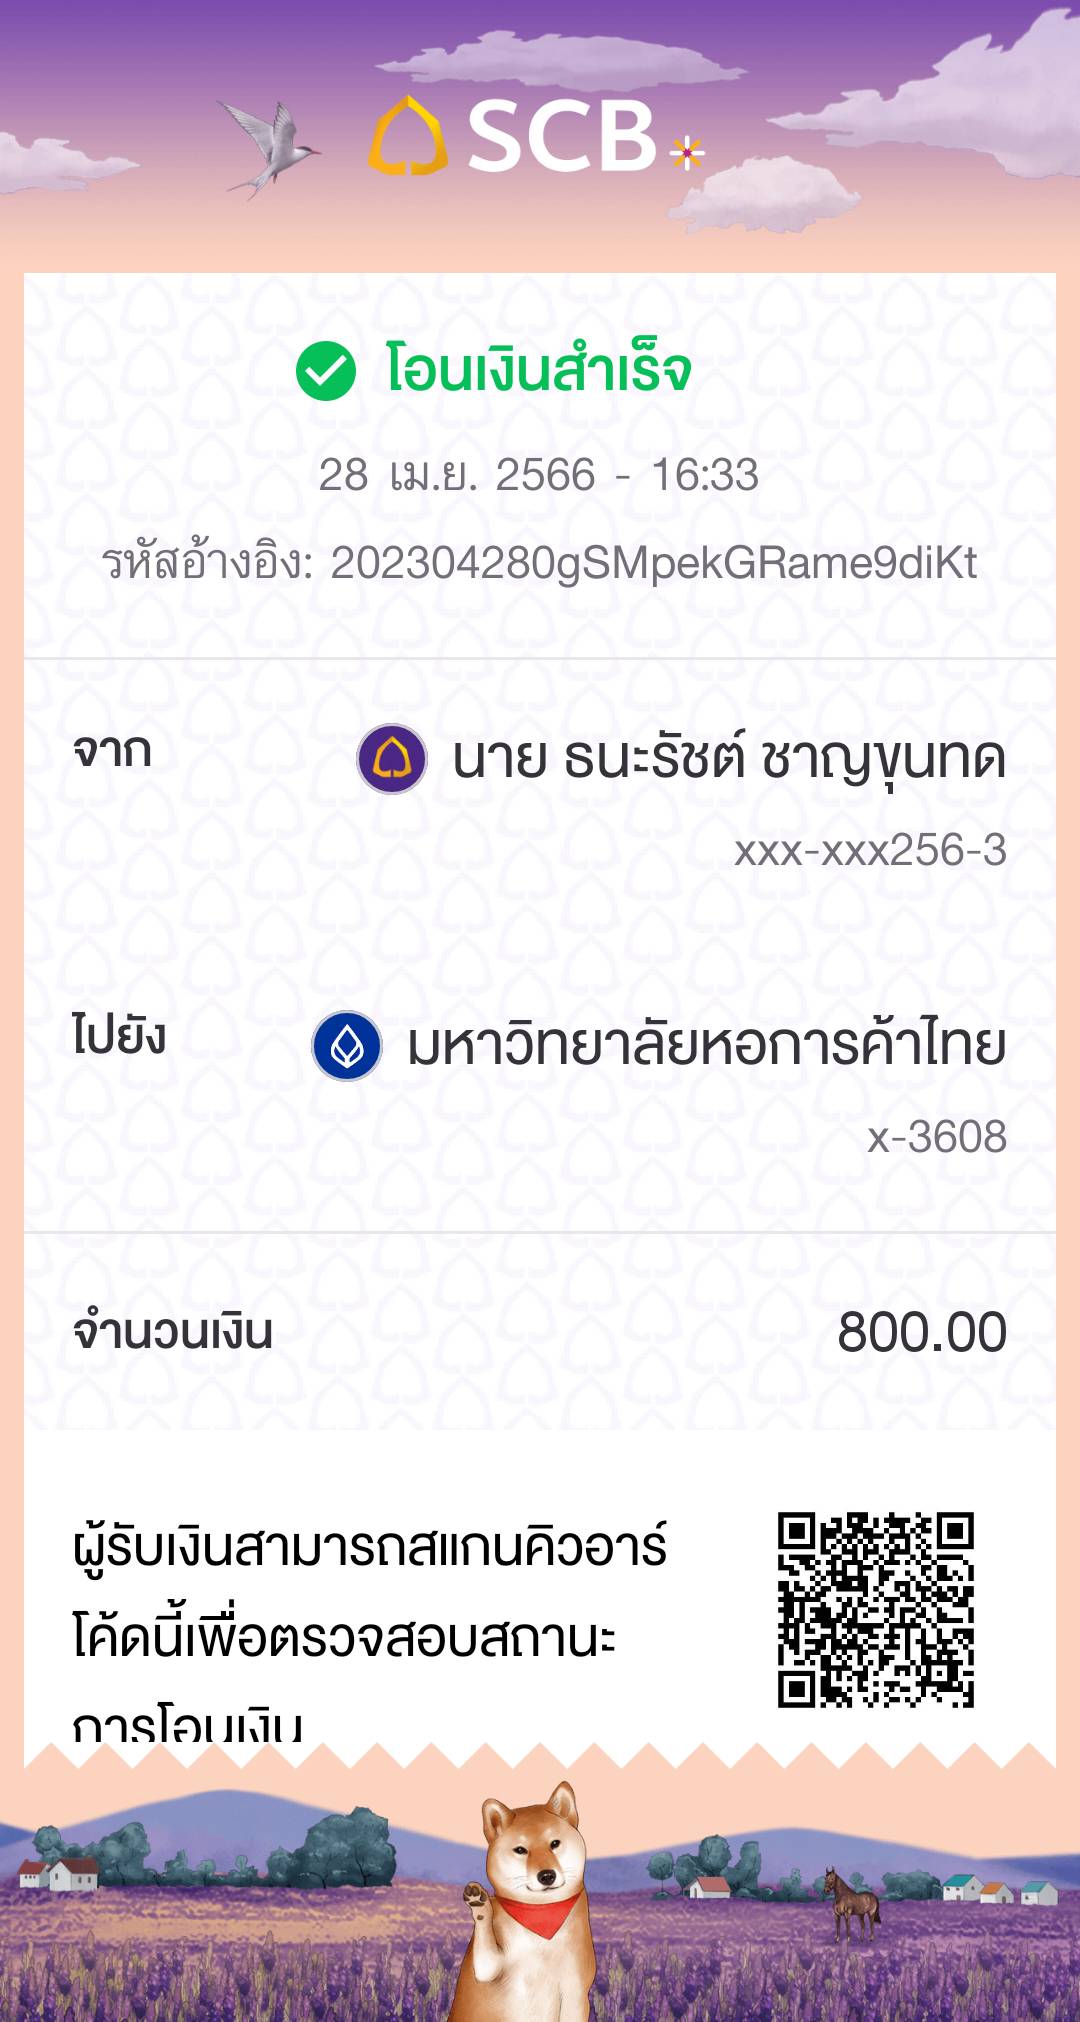 SCB
โอนเงินสำเร็จ
28 เม.ย. 2566 - 16:33
รหัสอ้างอิง: 202304280gSMpekGRame9diKt
จาก
นาย ธนะรัชต์ ชาญขุนทด
xxx-xxx256-3
ไปยัง
มหาวิทยาลัยหอการค้าไทย
x-3608
จำนวนเงิน 800.00
ผู้รับเงินสามารถสแกนคิวอาร์
โค้ดนี้เพื่อตรวจสอบสถานะ
การโอนเงิน